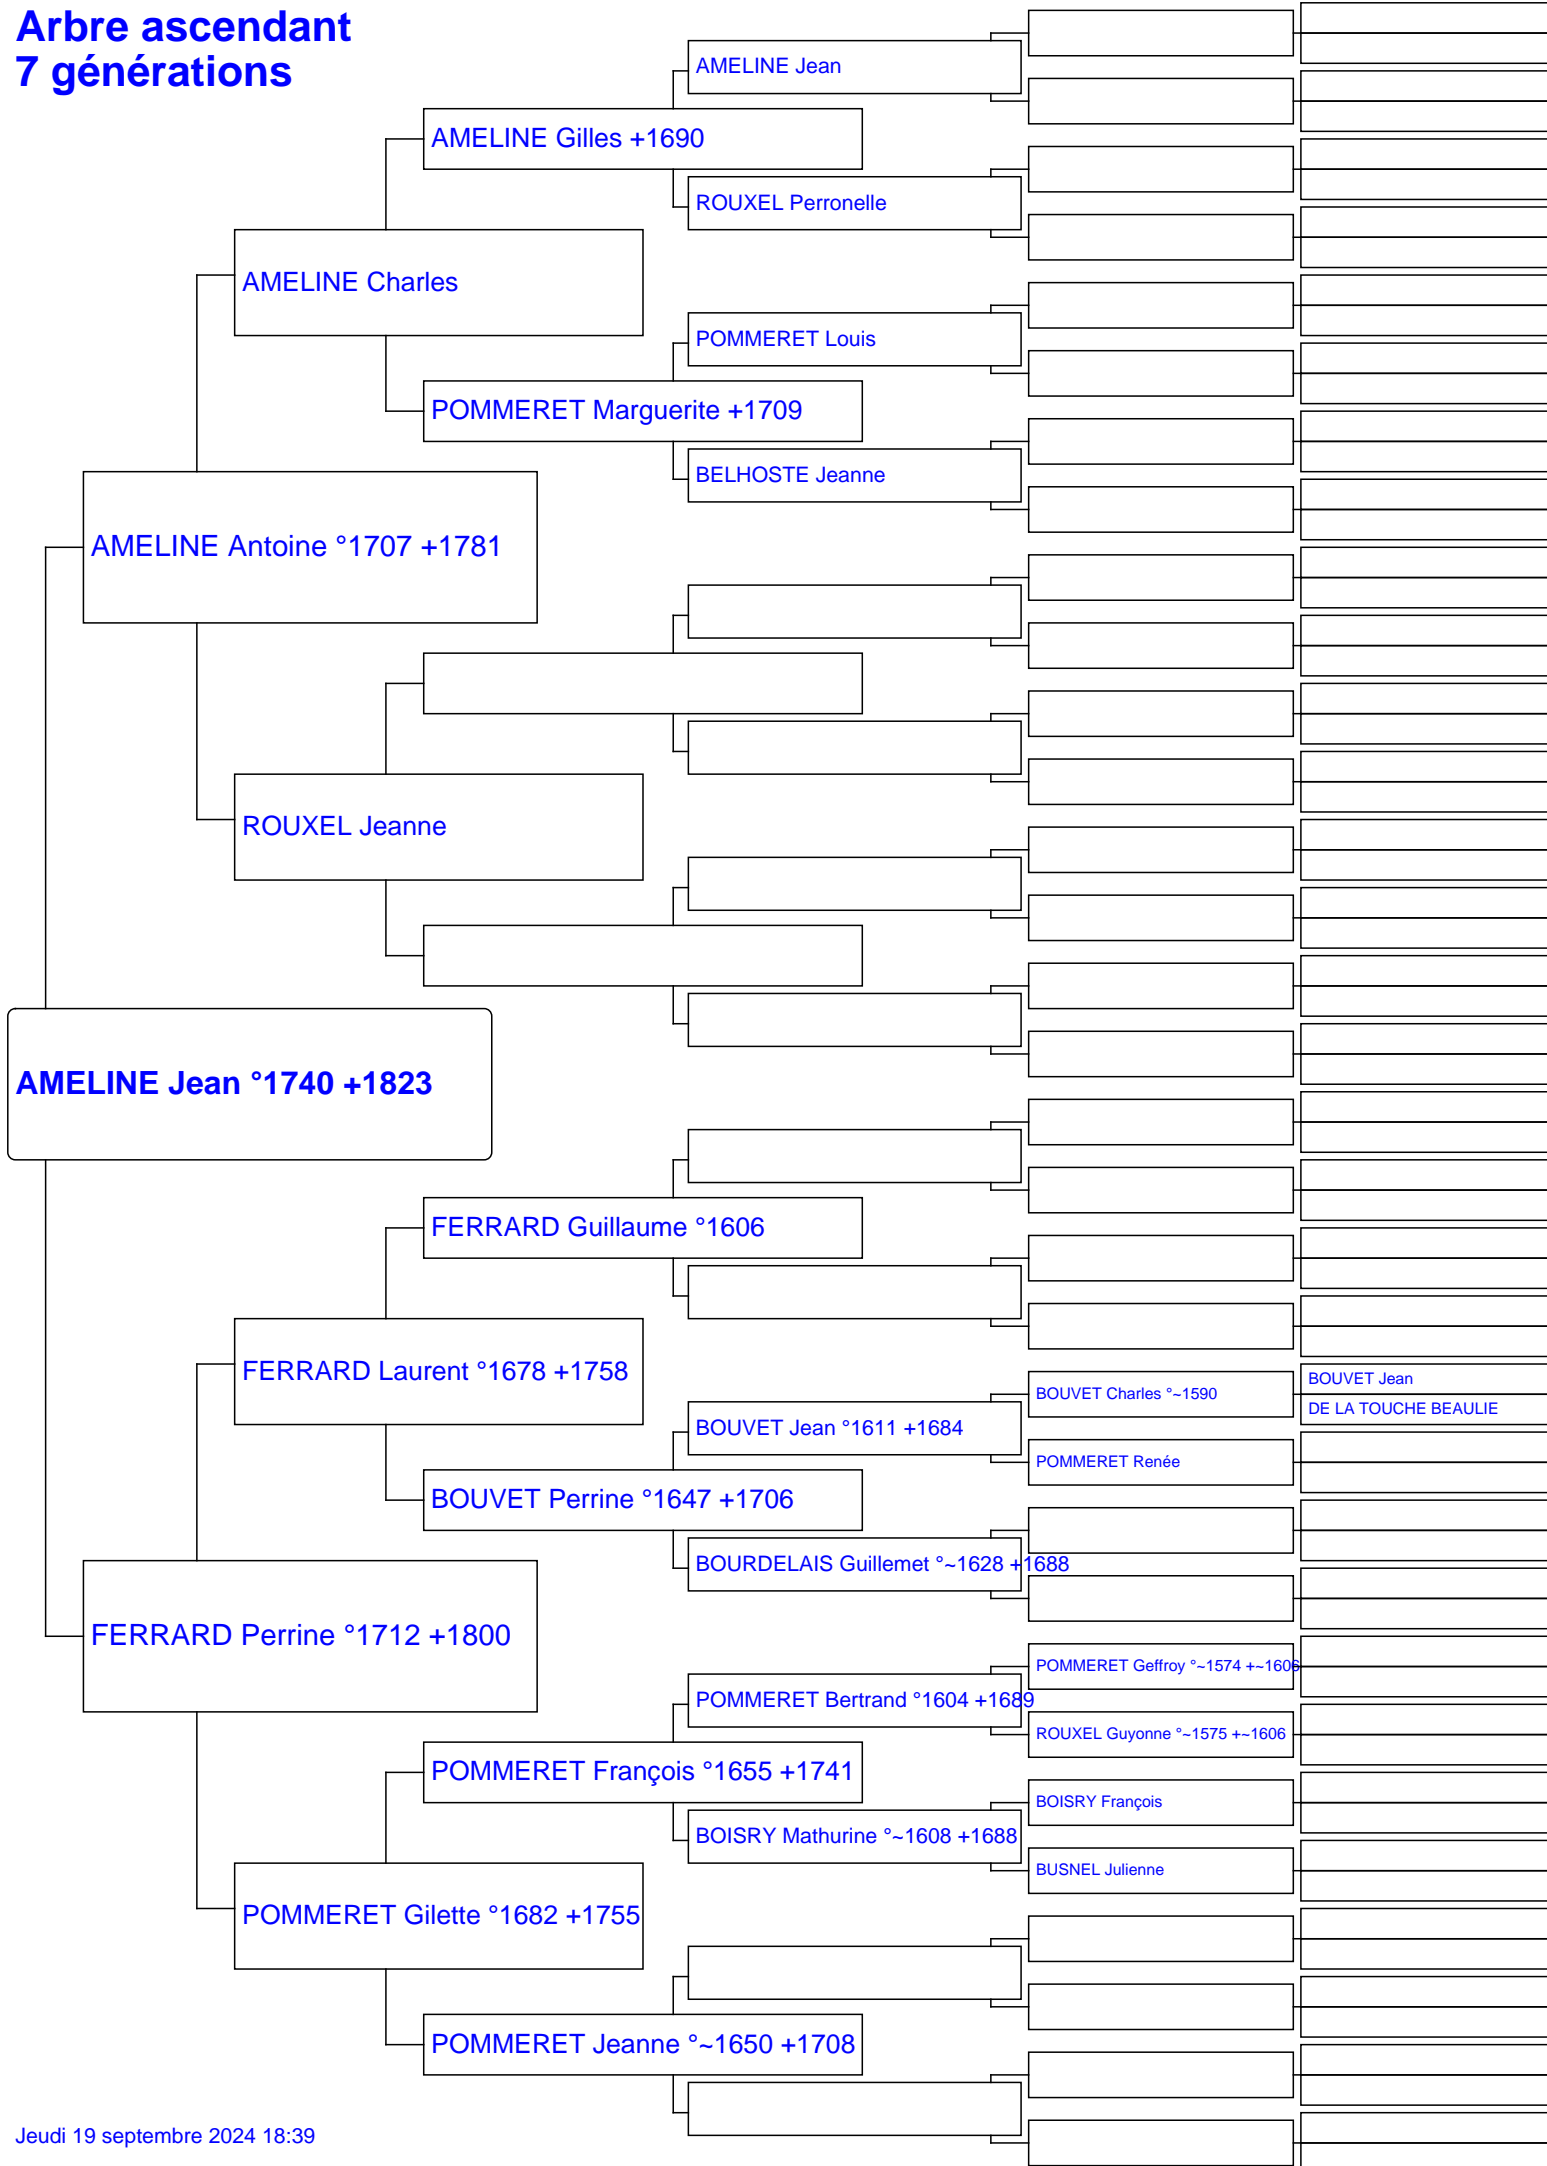 Arbre ascendant
7 générations
AMELINE Jean
AMELINE Gilles +1690
ROUXEL Perronelle
AMELINE Charles
POMMERET Louis
POMMERET Marguerite +1709
BELHOSTE Jeanne
AMELINE Antoine °1707 +1781
ROUXEL Jeanne
AMELINE Jean °1740 +1823
FERRARD Guillaume °1606
FERRARD Laurent °1678 +1758
BOUVET Jean
BOUVET Charles °~1590
DE LA TOUCHE BEAULIE
BOUVET Jean °1611 +1684
POMMERET Renée
BOUVET Perrine °1647 +1706
BOURDELAIS Guillemet °~1628 +1688
FERRARD Perrine °1712 +1800
POMMERET Geffroy °~1574 +~1606
POMMERET Bertrand °1604 +1689
ROUXEL Guyonne °~1575 +~1606
POMMERET François °1655 +1741
BOISRY François
BOISRY Mathurine °~1608 +1688
BUSNEL Julienne
POMMERET Gilette °1682 +1755
POMMERET Jeanne °~1650 +1708
Jeudi 19 septembre 2024 18:39